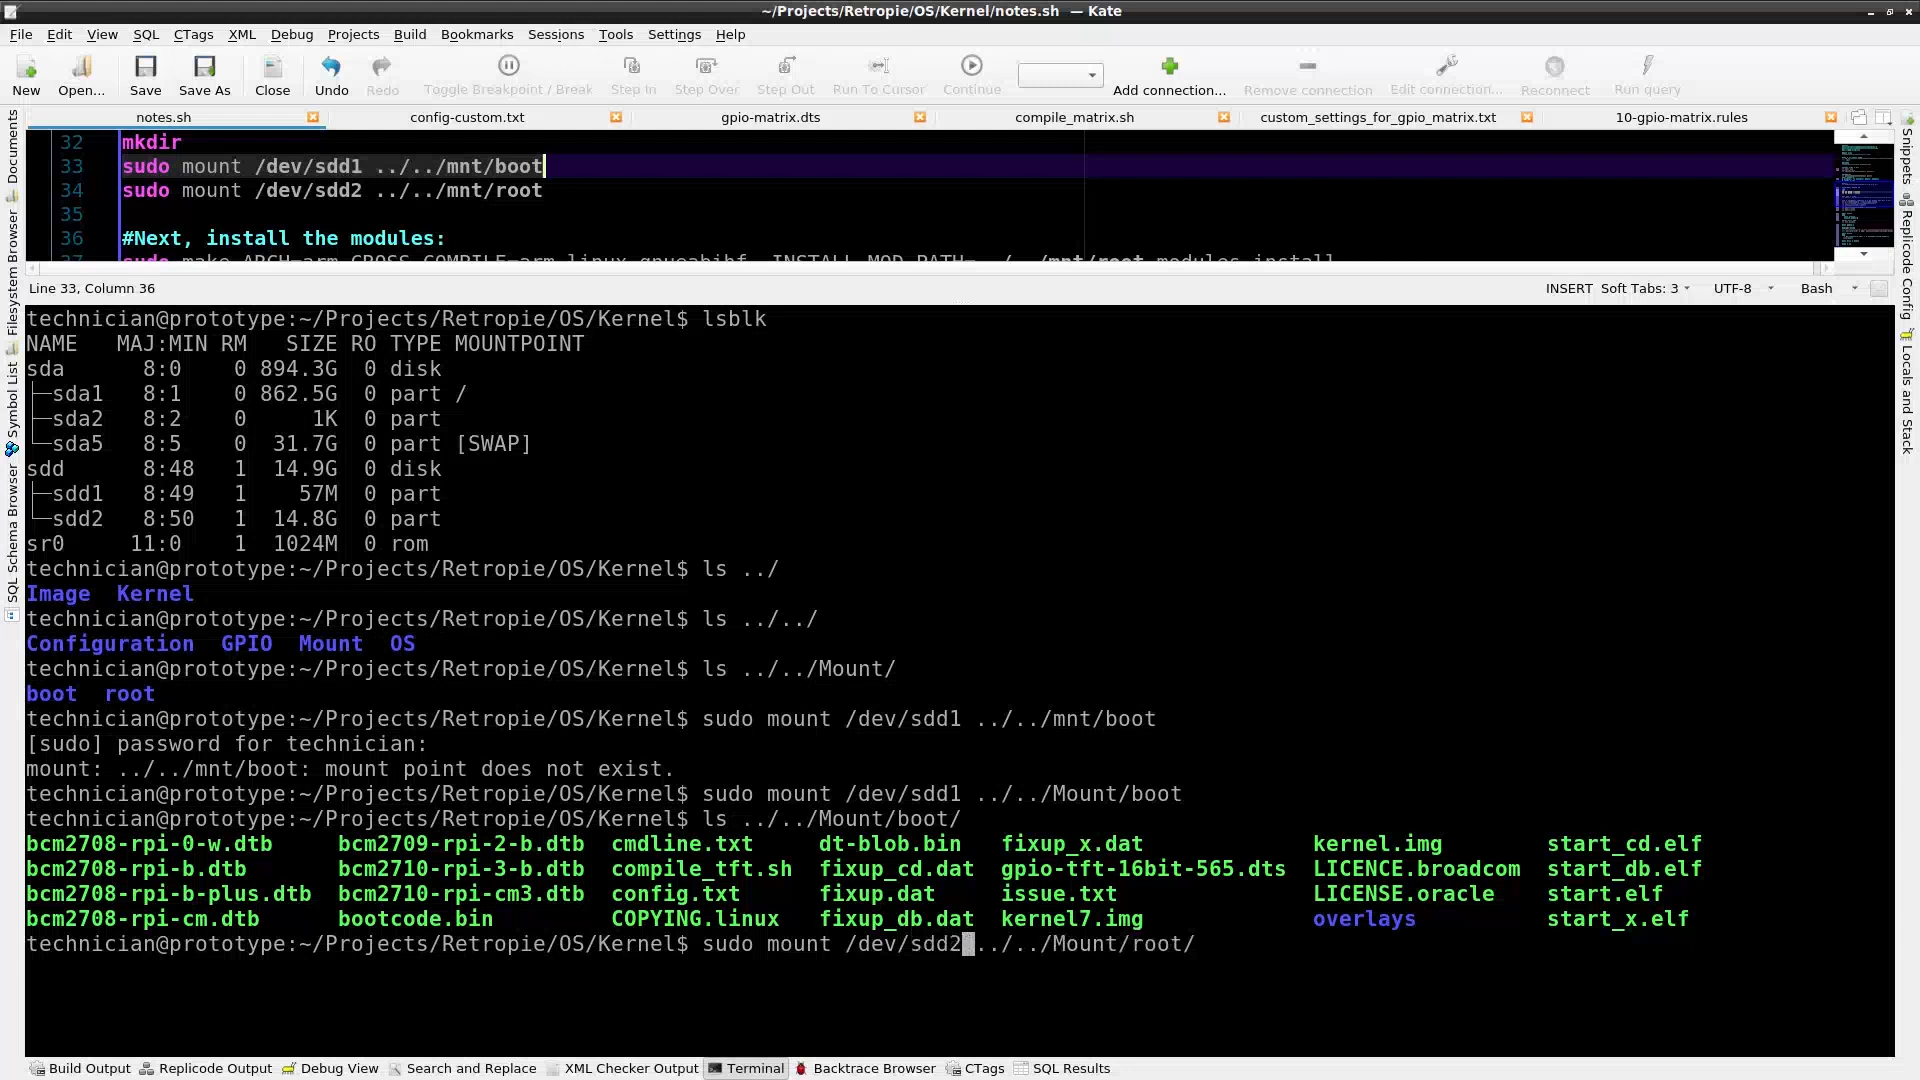 ~/Projects/Retropie/OS/Kernel/notes.sh — Kate
File Edit View SQL CTags XML Debug Projects Build Bookmarks Sessions Tools Settings Help
New Open... Save Save As Close Undo Redo Toggle Breakpoint / Break Step In Step Over Step Out Run To Cursor Continue Add connection... Remove connection Edit connection... Reconnect Run query
notes.sh config-custom.txt gpio-matrix.dts compile_matrix.sh custom_settings_for_gpio_matrix.txt 10-gpio-matrix.rules
Documents
Filesystem Browser
Symbol List
SQL Schema Browser
32 mkdir
33 sudo mount /dev/sdd1 ../../mnt/boot
34 sudo mount /dev/sdd2 ../../mnt/root
35
36 #Next, install the modules:
37 sudo make ARCH=arm CROSS_COMPILE=arm-linux-gnueabihf- INSTALL_MOD_PATH=../../mnt/root modules_install
Snippets
Replicode Config
Locals and Stack
Line 33, Column 36 INSERT Soft Tabs: 3 UTF-8 Bash
technician@prototype:~/Projects/Retropie/OS/Kernel$ lsblk
NAME MAJ:MIN RM SIZE RO TYPE MOUNTPOINT
sda 8:0 0 894.3G 0 disk
├─sda1 8:1 0 862.5G 0 part /
├─sda2 8:2 0 1K 0 part
└─sda5 8:5 0 31.7G 0 part [SWAP]
sdd 8:48 1 14.9G 0 disk
├─sdd1 8:49 1 57M 0 part
└─sdd2 8:50 1 14.8G 0 part
sr0 11:0 1 1024M 0 rom
technician@prototype:~/Projects/Retropie/OS/Kernel$ ls ../
Image Kernel
technician@prototype:~/Projects/Retropie/OS/Kernel$ ls ../../
Configuration GPIO Mount OS
technician@prototype:~/Projects/Retropie/OS/Kernel$ ls ../../Mount/
boot root
technician@prototype:~/Projects/Retropie/OS/Kernel$ sudo mount /dev/sdd1 ../../mnt/boot
[sudo] password for technician:
mount: ../../mnt/boot: mount point does not exist.
technician@prototype:~/Projects/Retropie/OS/Kernel$ sudo mount /dev/sdd1 ../../Mount/boot
technician@prototype:~/Projects/Retropie/OS/Kernel$ ls ../../Mount/boot/
bcm2708-rpi-0-w.dtb bcm2709-rpi-2-b.dtb cmdline.txt dt-blob.bin fixup_x.dat kernel.img start_cd.elf
bcm2708-rpi-b.dtb bcm2710-rpi-3-b.dtb compile_tft.sh fixup_cd.dat gpio-tft-16bit-565.dts LICENCE.broadcom start_db.elf
bcm2708-rpi-b-plus.dtb bcm2710-rpi-cm3.dtb config.txt fixup.dat issue.txt LICENSE.oracle start.elf
bcm2708-rpi-cm.dtb bootcode.bin COPYING.linux fixup_db.dat kernel7.img overlays start_x.elf
technician@prototype:~/Projects/Retropie/OS/Kernel$ sudo mount /dev/sdd2 ../../Mount/root/
Build Output Replicode Output Debug View Search and Replace XML Checker Output Terminal Backtrace Browser CTags SQL Results